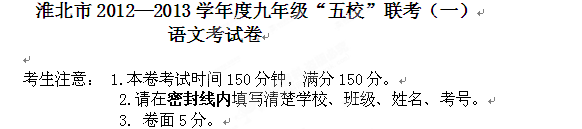 淮北市 2012—2013 学年度九年级“五校”联考（一）
语文考试卷
考生注意： 1.本卷考试时间 150 分钟，满分 150 分。
2.请在密封线内填写清楚学校、班级、姓名、考号。
3. 卷面 5 分。